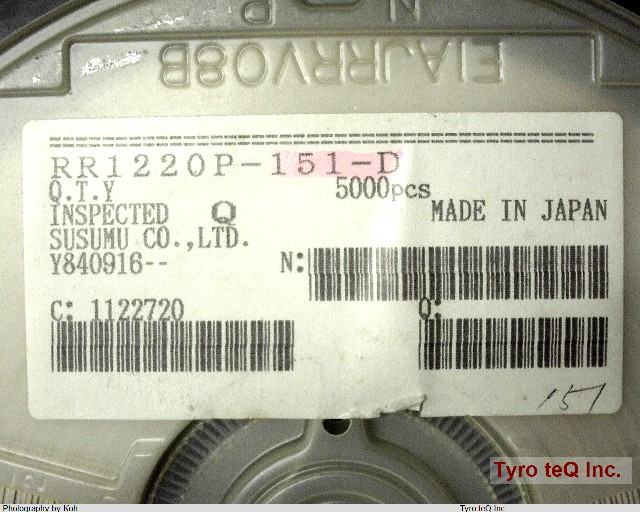 N P
EIAJRRV08B
RR1220P-151-D
Q.T.Y 5000pcs
INSPECTED Q
MADE IN JAPAN
SUSUMU CO.,LTD.
Y840916--
N:
C: 1122720
Q:
151
Tyro teQ Inc.
Photography by Koh
Tyro teQ Inc